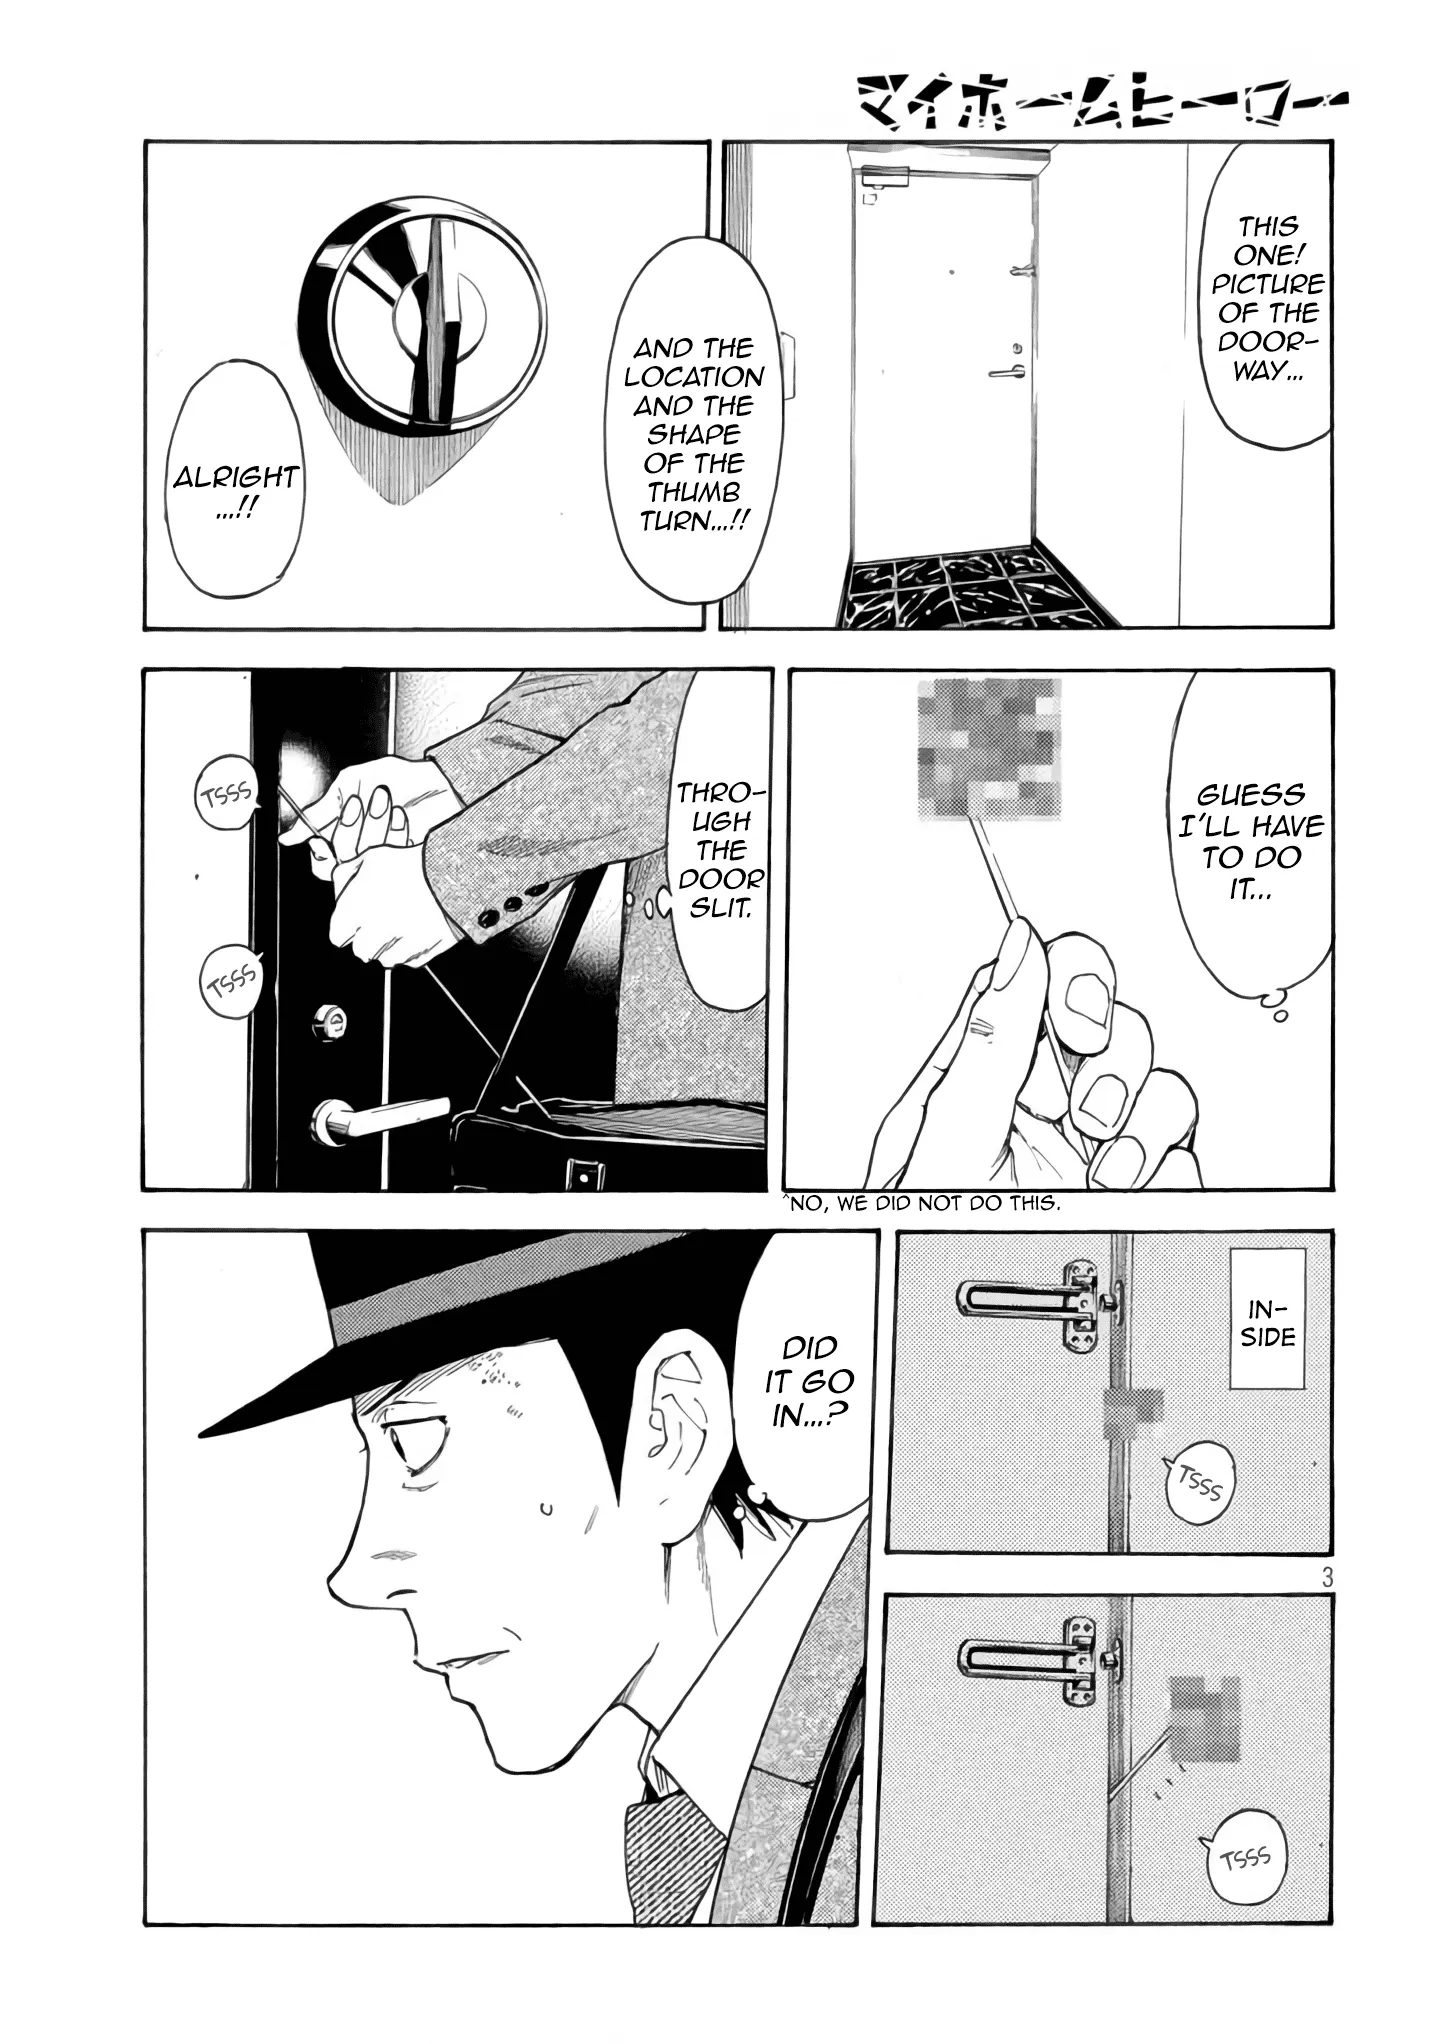 マイホームヒーロー
THIS
ONE!
PICTURE
OF THE
DOOR-
WAY...
AND THE
LOCATION
AND THE
SHAPE
OF THE
THUMB
TURN...!!
ALRIGHT
...!!
GUESS
I'LL HAVE
TO DO
IT...
^NO, WE DID NOT DO THIS.
THRO-
UGH
THE
DOOR
SLIT.
TSSS
TSSS
IN-
SIDE
TSSS
TSSS
DID
IT GO
IN...?
3